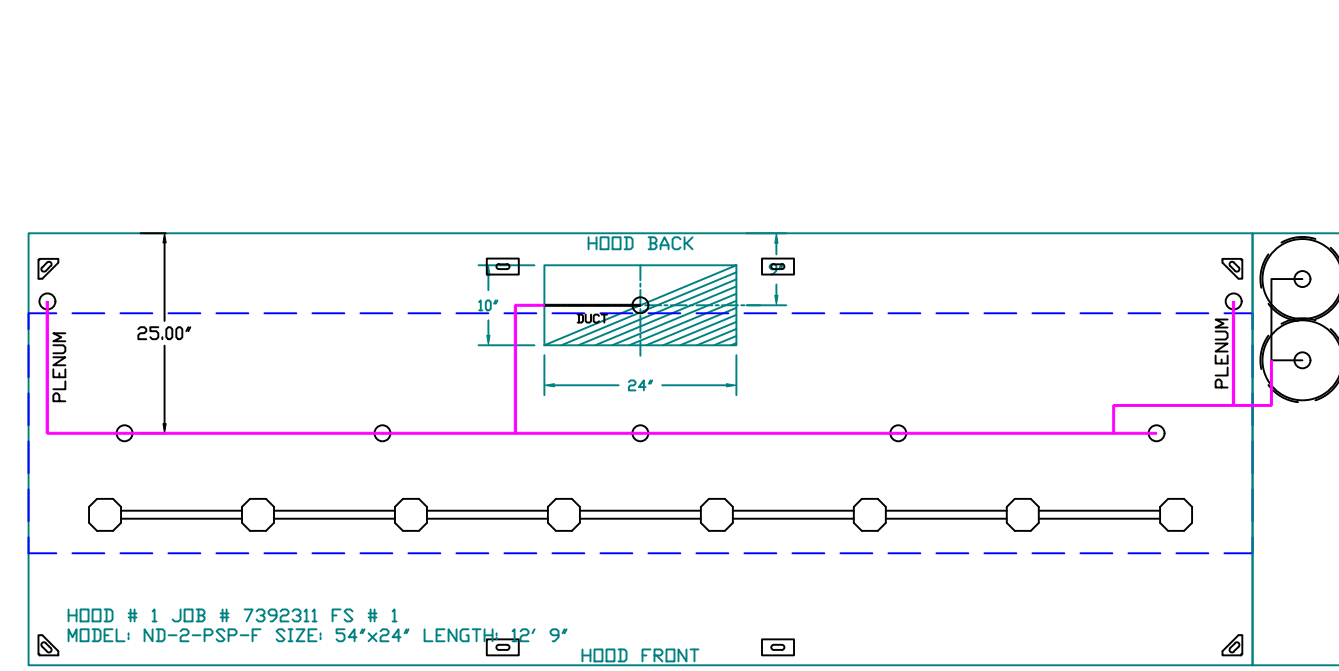 HOOD BACK
9"
10"
DUCT
25.00"
PLENUM
PLENUM
24"
HOOD # 1 JOB # 7392311 FS # 1
MODEL: ND-2-PSP-F SIZE: 54"x24" LENGTH: 12' 9"
HOOD FRONT